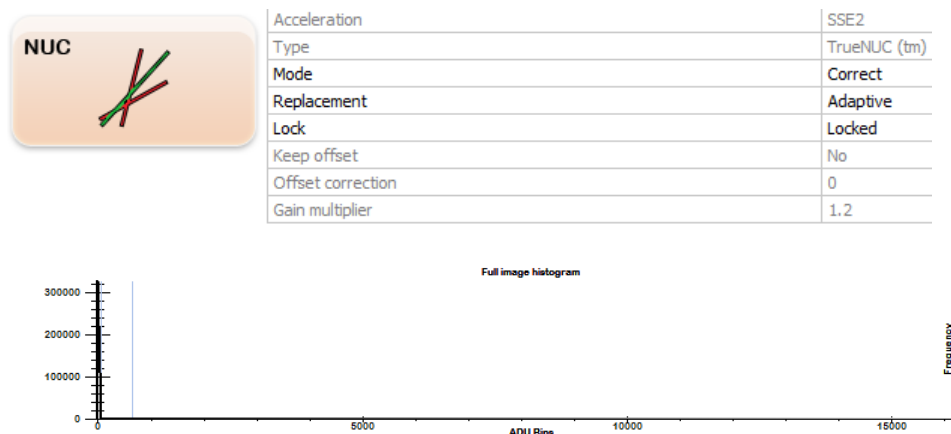 NUC
Acceleration SSE2
Type TrueNUC (tm)
Mode Correct
Replacement Adaptive
Lock Locked
Keep offset No
Offset correction 0
Gain multiplier 1.2
Full image histogram
300000
200000
100000
0
0 5000 10000 15000
ADU Bins
Frequency